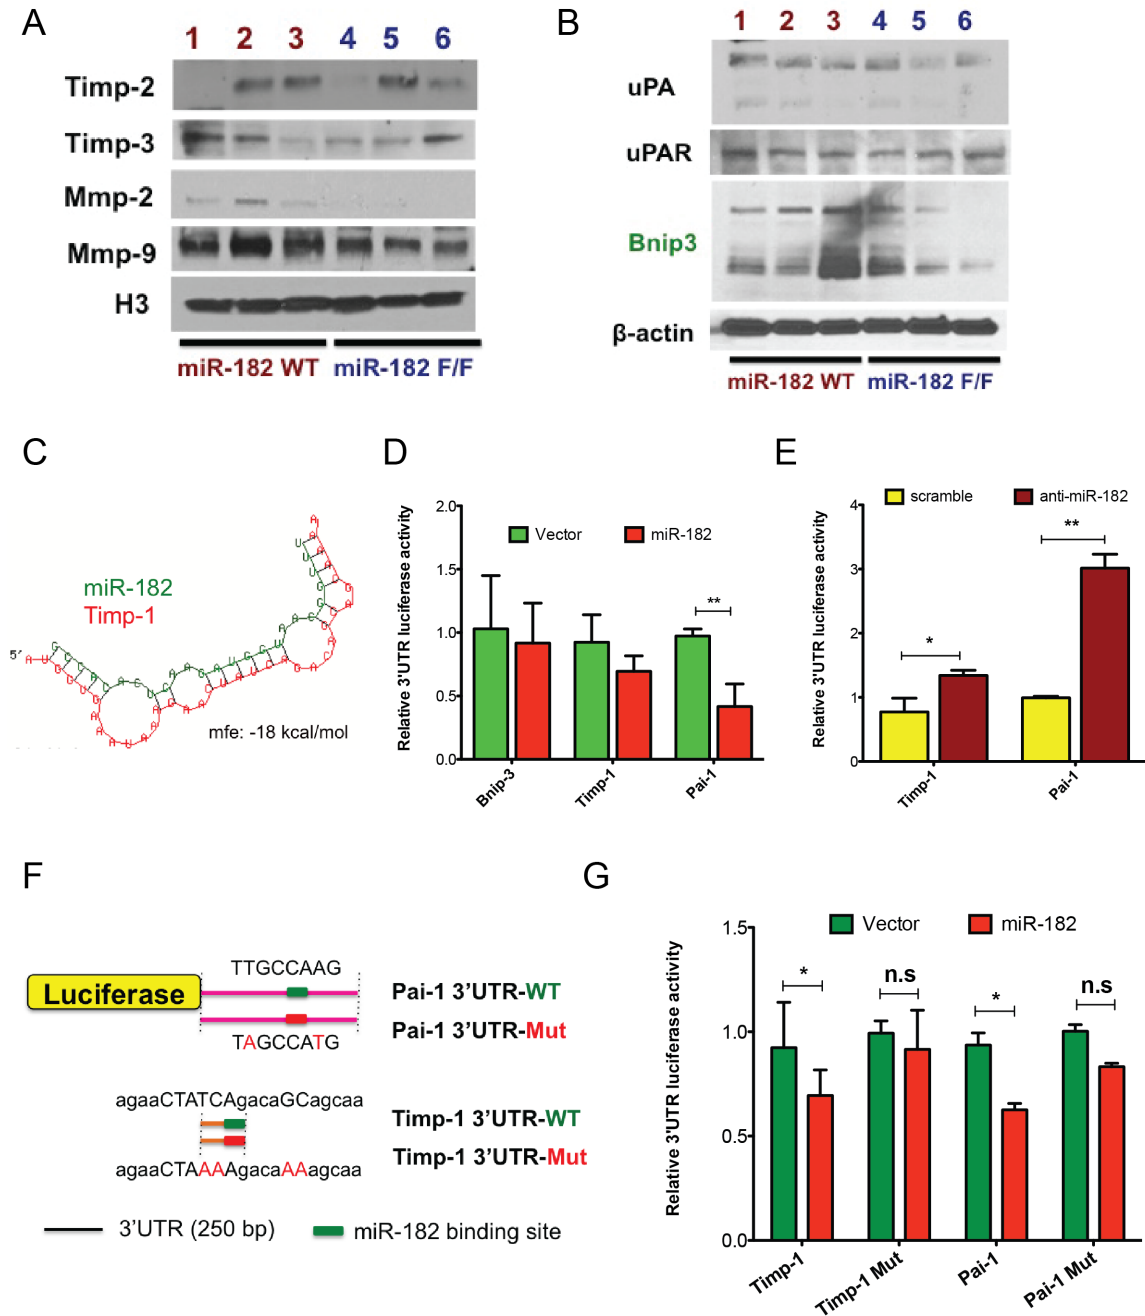 A
1 2 3 4 5 6
Timp-2
Timp-3
Mmp-2
Mmp-9
H3
miR-182 WT miR-182 F/F
B
1 2 3 4 5 6
uPA
uPAR
Bnip3
β-actin
miR-182 WT miR-182 F/F
C
miR-182
Timp-1
5'
mfe: -18 kcal/mol
D
Relative 3'UTR luciferase activity
2.0
1.5
1.0
0.5
0.0
Vector
miR-182
**
Bnip-3
Timp-1
Pai-1
E
scramble
anti-miR-182
Relative 3'UTR luciferase activity
4
3
2
1
0
*
**
Timp-1
Pai-1
F
Luciferase
TTGCCAAG
TAGCCATG
Pai-1 3'UTR-WT
Pai-1 3'UTR-Mut
agaaCTATCAgacaGCagcaa
agaaCTAAAAgacaAAagcaa
Timp-1 3'UTR-WT
Timp-1 3'UTR-Mut
3'UTR (250 bp)
miR-182 binding site
G
Vector
miR-182
Relative 3'UTR luciferase activity
1.5
1.0
0.5
0.0
*
n.s
*
n.s
Timp-1
Timp-1 Mut
Pai-1
Pai-1 Mut